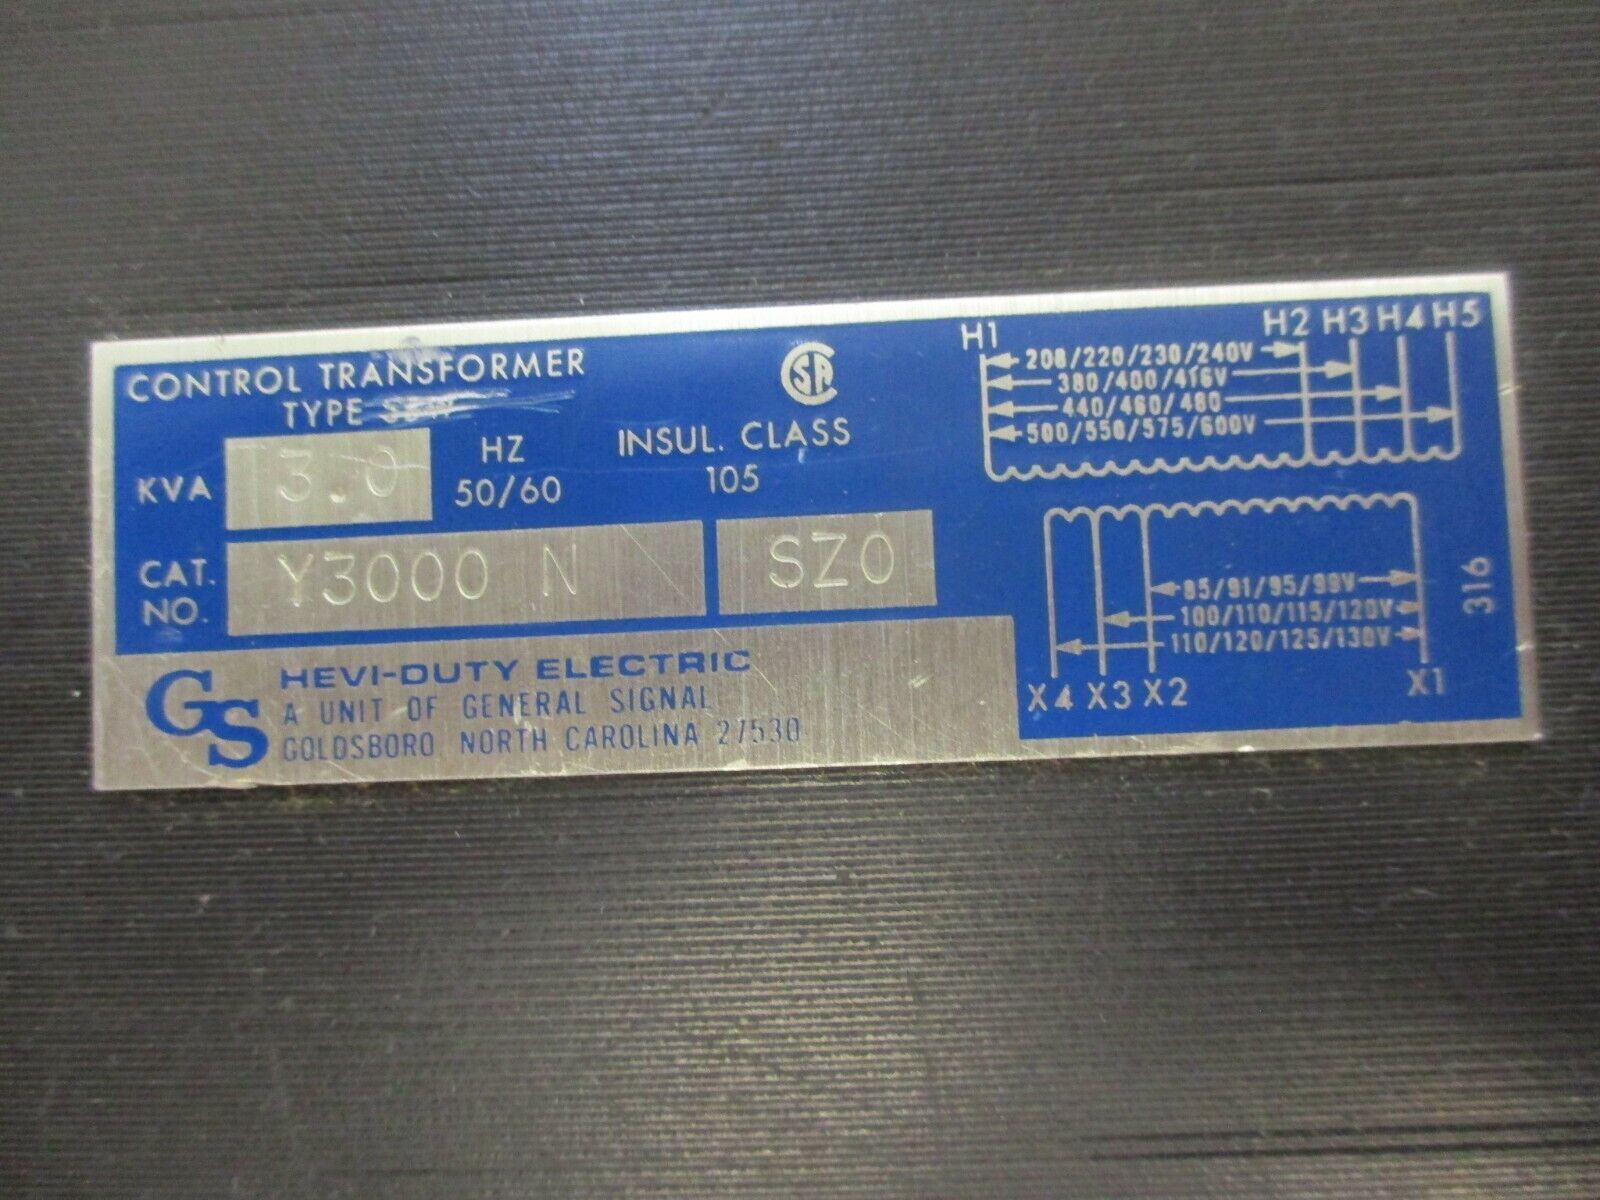 CONTROL TRANSFORMER
TYPE
KVA 3.0
HZ
50/60
INSUL. CLASS
105
CSA
CAT.
NO.
Y3000 N
SZO
GS
HEVI-DUTY ELECTRIC
A UNIT OF GENERAL SIGNAL
GOLDSBORO NORTH CAROLINA 27530
H1 H2 H3 H4 H5
208/220/230/240V
380/400/416V
440/460/480
500/550/575/600V
85/91/95/99V
100/110/115/120V
110/120/125/130V
X4 X3 X2 X1
316